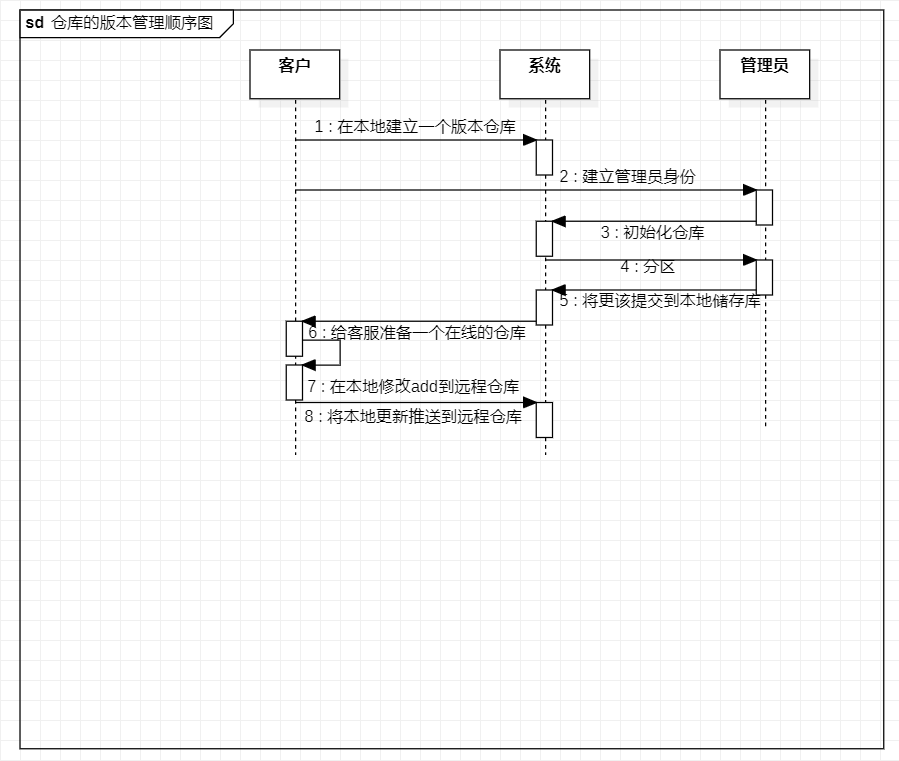 sd 仓库的版本管理顺序图
客户
系统
管理员
1 : 在本地建立一个版本仓库
2 : 建立管理员身份
3 : 初始化仓库
4 : 分区
5 : 将更该提交到本地储存库
6 : 给客服准备一个在线的仓库
7 : 在本地修改add到远程仓库
8 : 将本地更新推送到远程仓库